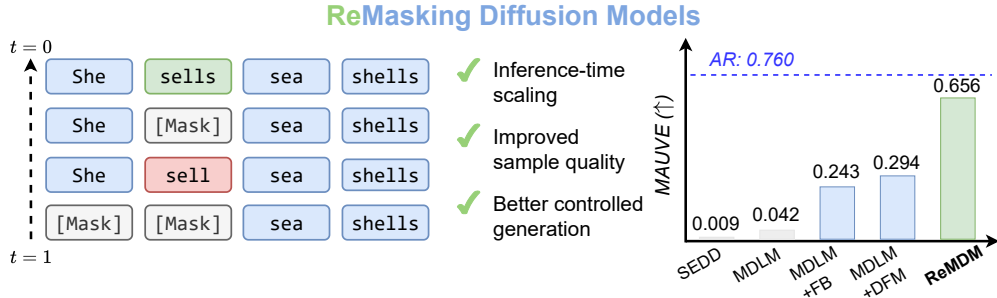 ReMasking Diffusion Models
t = 0
She sells sea shells
She [Mask] sea shells
She sell sea shells
[Mask] [Mask] sea shells
t = 1
Inference-time
scaling
Improved
sample quality
Better controlled
generation
MAUVE (↑)
AR: 0.760
0.009
0.042
0.243
0.294
0.656
SEDD
MDLM
MDLM
+FB
MDLM
+DFM
ReMDM